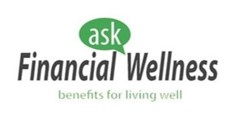 ask
Financial Wellness
benefits for living well